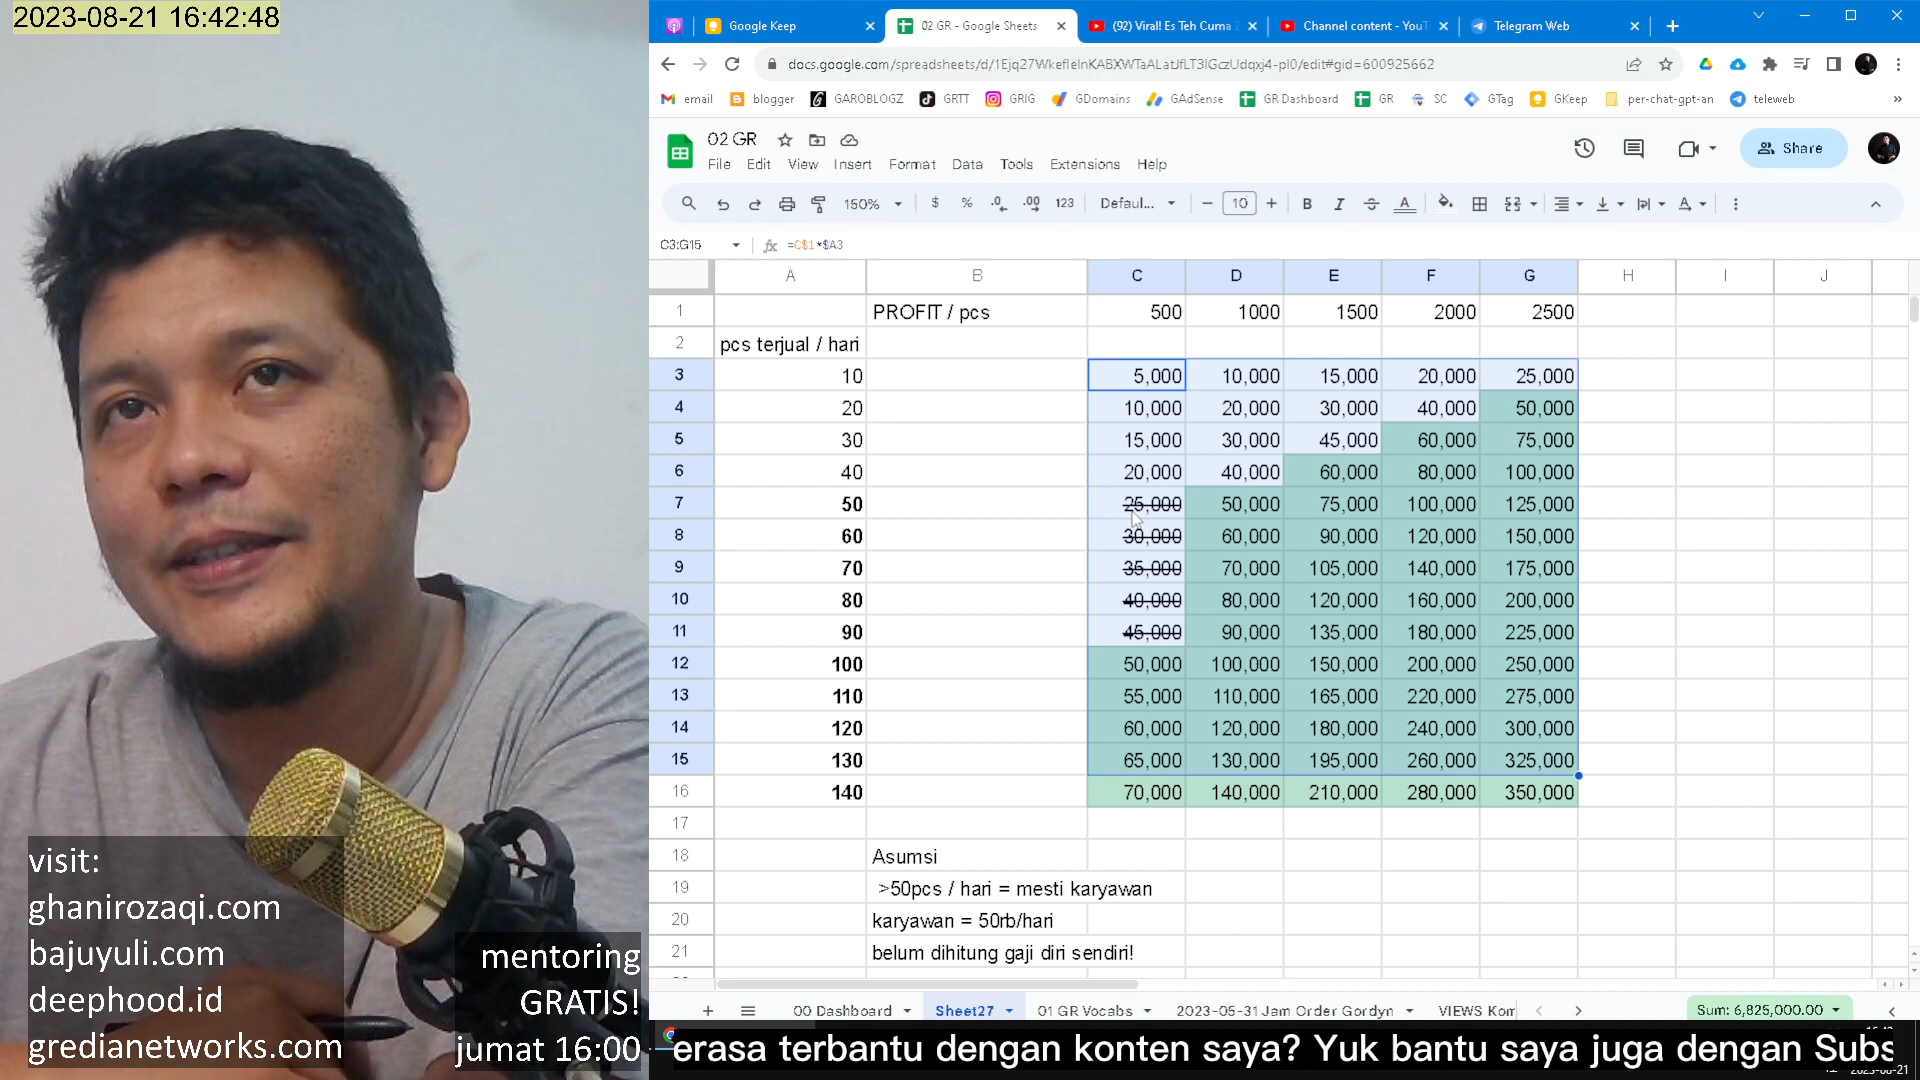 2023-08-21 16:42:48
Google Keep
02 GR - Google Sheets
(92) Viral! Es Teh Cuma
Channel content - YouT
Telegram Web
email
blogger
GAROBLOGZ
GRTT
GRIG
GDomains
GAdSense
GR Dashboard
GR
SC
GTag
GKeep
per-chat-gpt-an
teleweb
02 GR
File Edit View Insert Format Data Tools Extensions Help
Share
150% $ % .0 .00 123 Defaul... 10 B I A
C3:G15 fx =C$1*$A3
A B C D E F G H I J
1 PROFIT / pcs 500 1000 1500 2000 2500
2 pcs terjual / hari
3 10 5,000 10,000 15,000 20,000 25,000
4 20 10,000 20,000 30,000 40,000 50,000
5 30 15,000 30,000 45,000 60,000 75,000
6 40 20,000 40,000 60,000 80,000 100,000
7 50 25,000 50,000 75,000 100,000 125,000
8 60 30,000 60,000 90,000 120,000 150,000
9 70 35,000 70,000 105,000 140,000 175,000
10 80 40,000 80,000 120,000 160,000 200,000
11 90 45,000 90,000 135,000 180,000 225,000
12 100 50,000 100,000 150,000 200,000 250,000
13 110 55,000 110,000 165,000 220,000 275,000
14 120 60,000 120,000 180,000 240,000 300,000
15 130 65,000 130,000 195,000 260,000 325,000
16 140 70,000 140,000 210,000 280,000 350,000
17
18 Asumsi
19 >50pcs / hari = mesti karyawan
20 karyawan = 50rb/hari
21 belum dihitung gaji diri sendiri!
00 Dashboard Sheet27 01 GR Vocabs 2023-05-31 Jam Order Gordyn VIEWS Kom Sum: 6,825,000.00
visit:
ghanirozaqi.com
bajuyuli.com
deephood.id
gredianetworks.com
mentoring
GRATIS!
jumat 16:00
erasa terbantu dengan konten saya? Yuk bantu saya juga dengan Subs